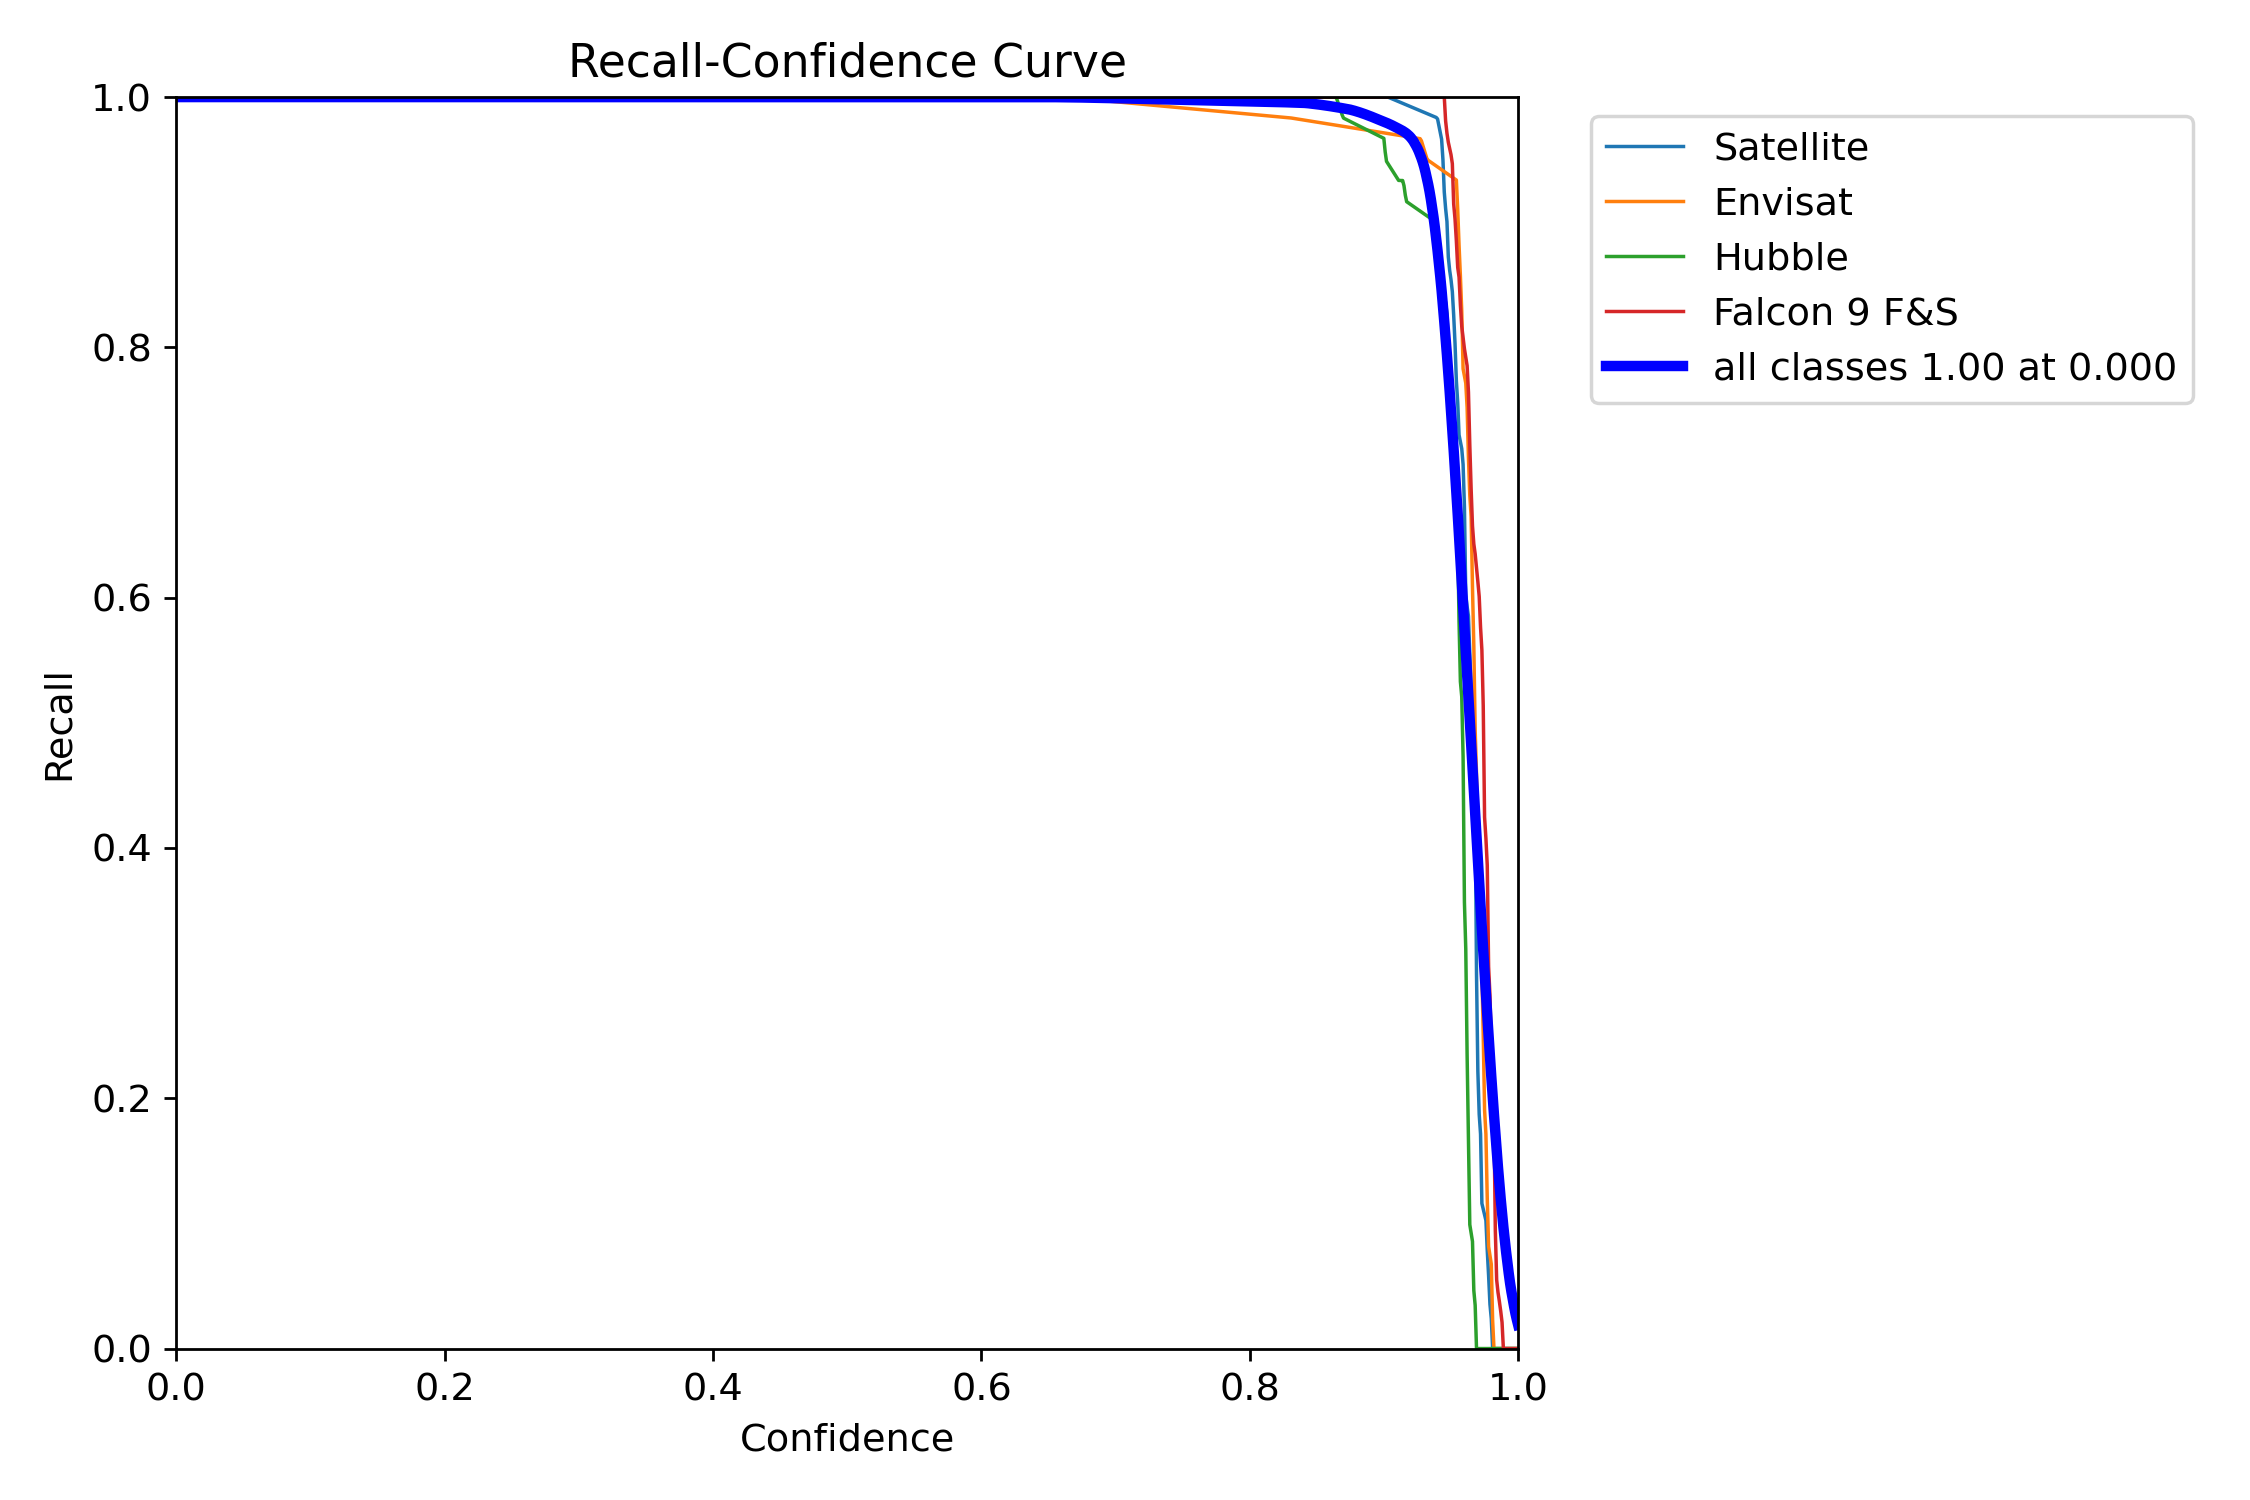 Recall-Confidence Curve
1.0
0.8
0.6
0.4
0.2
0.0
Recall
0.0 0.2 0.4 0.6 0.8 1.0
Confidence
Satellite
Envisat
Hubble
Falcon 9 F&S
all classes 1.00 at 0.000